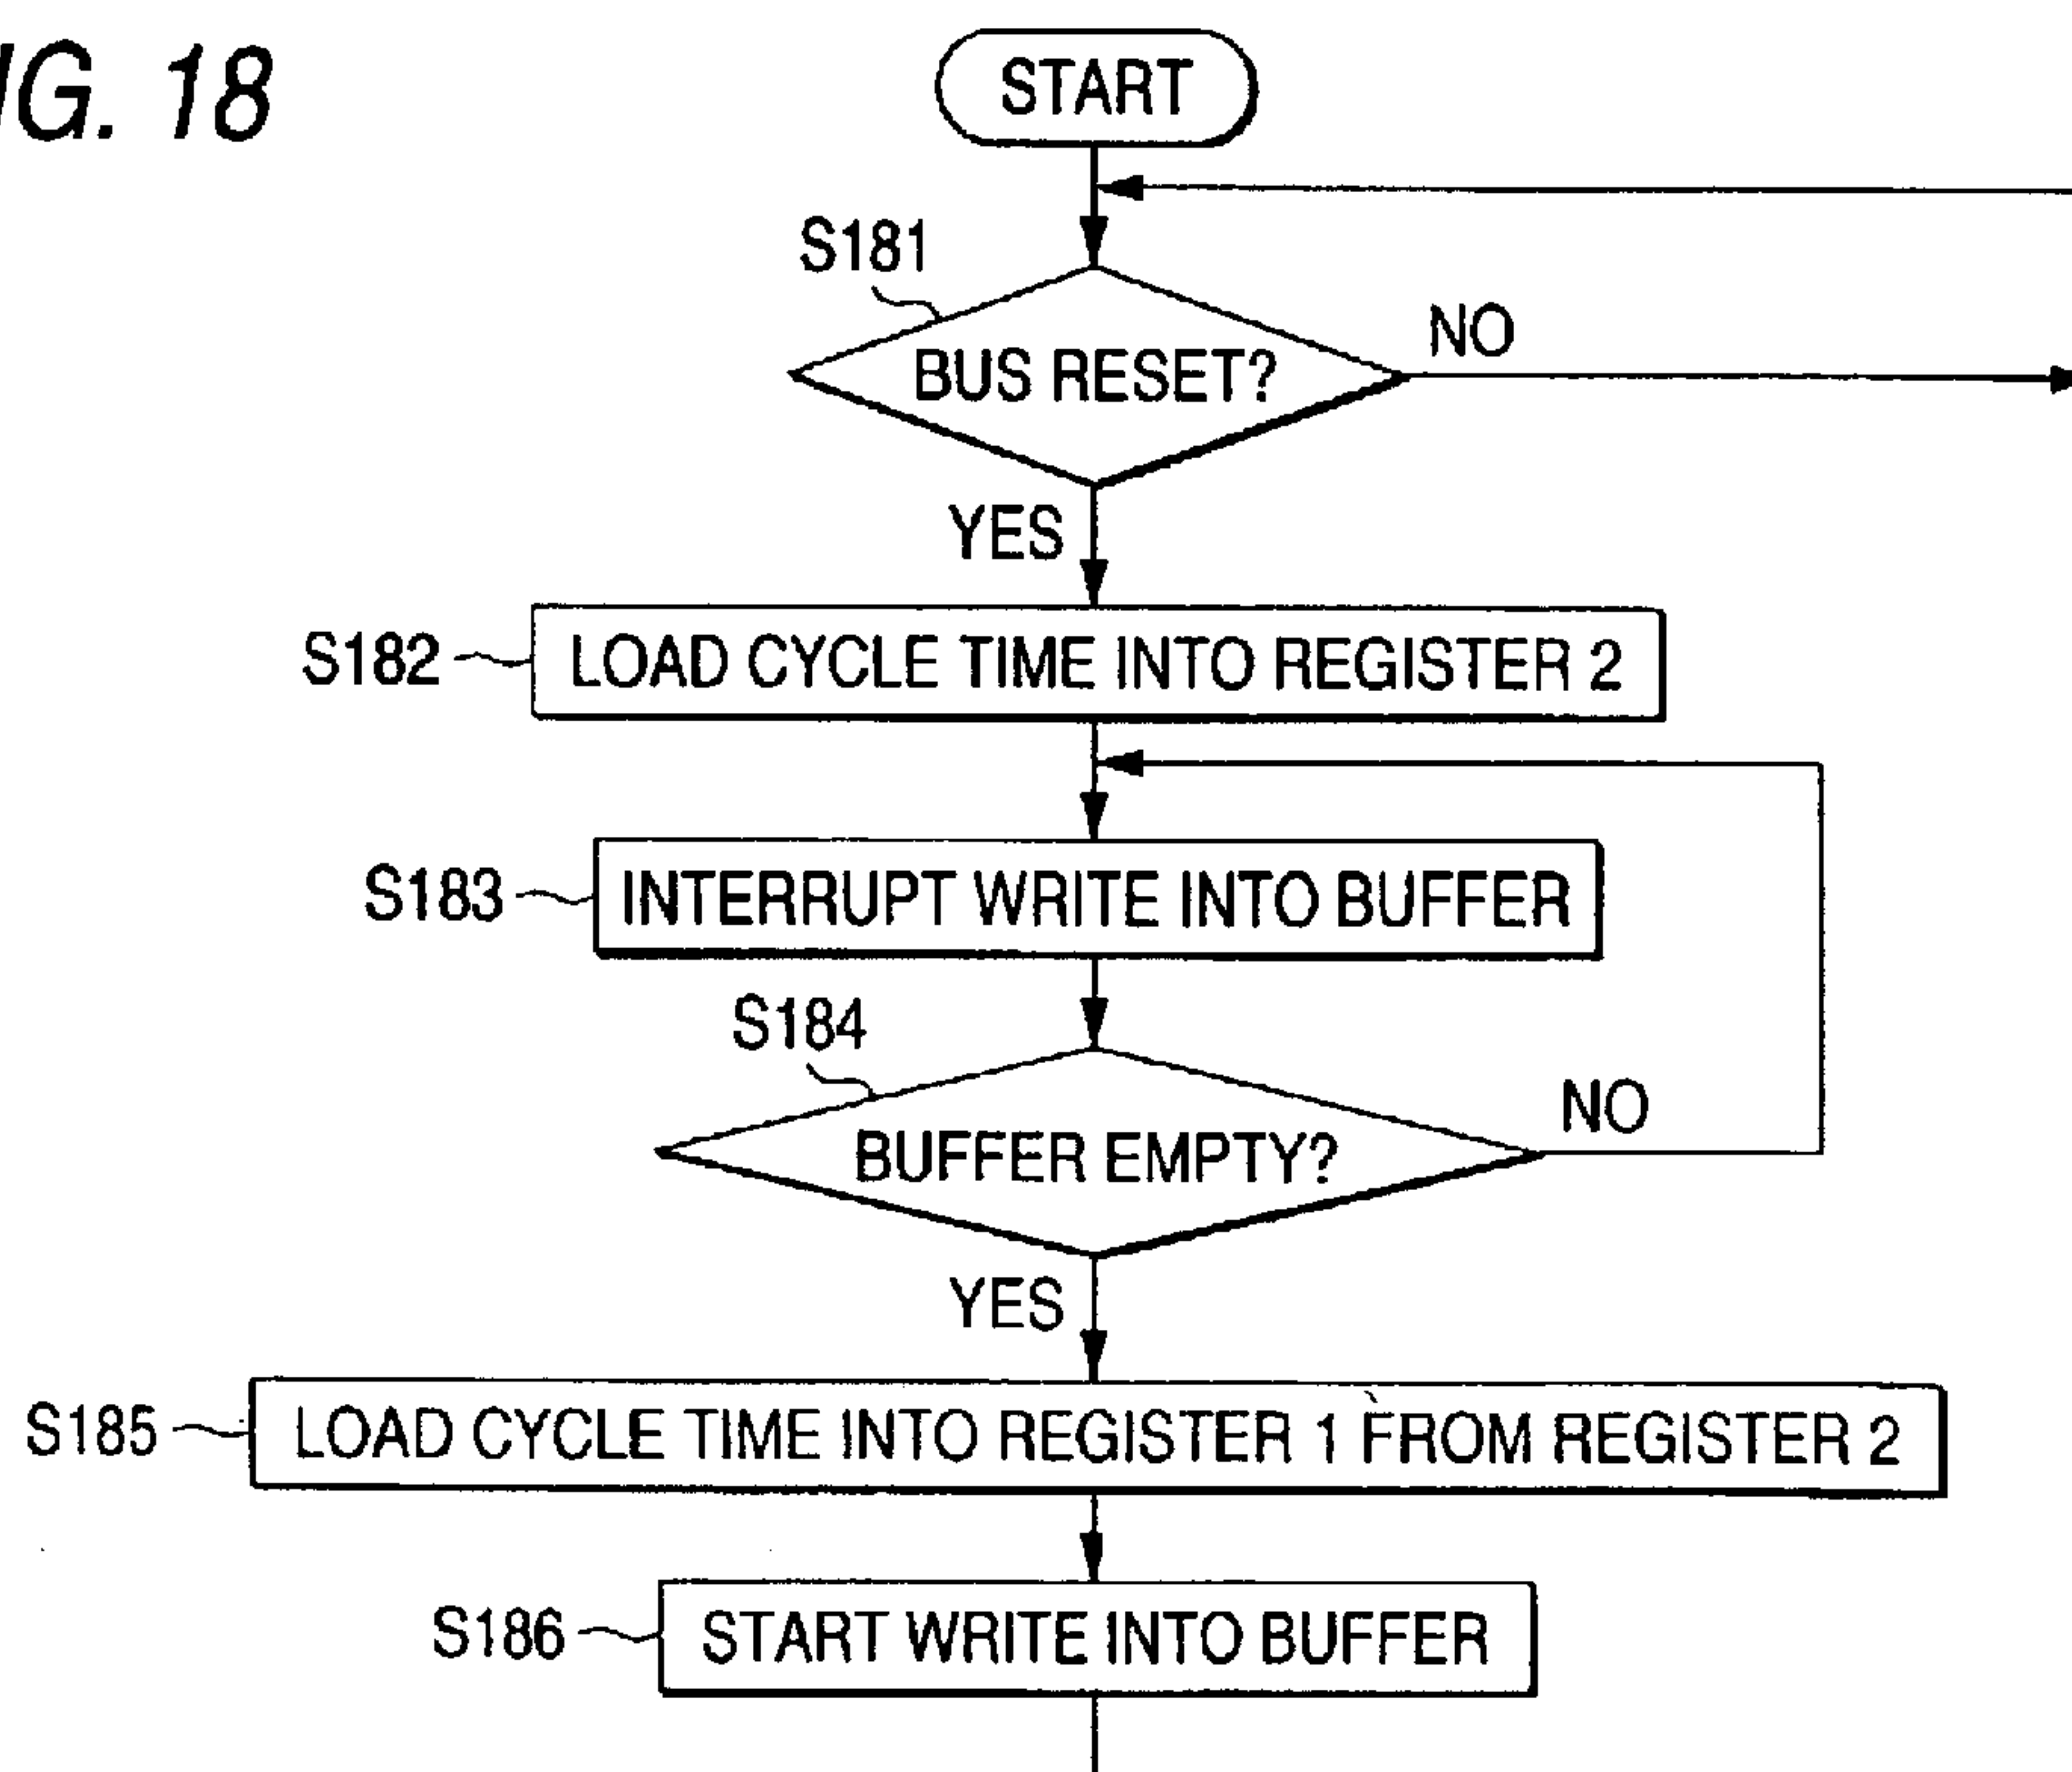 IG. 18
START
S181
BUS RESET?
NO
YES
S182
LOAD CYCLE TIME INTO REGISTER 2
S183
INTERRUPT WRITE INTO BUFFER
S184
BUFFER EMPTY?
NO
YES
S185
LOAD CYCLE TIME INTO REGISTER 1 FROM REGISTER 2
S186
START WRITE INTO BUFFER